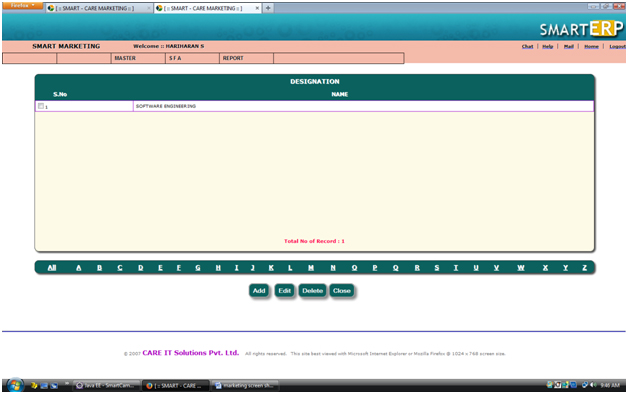 Firefox
[ :: SMART - CARE MARKETING :: ] × [ :: SMART - CARE MARKETING :: ] × +
SMARTERP
SMART MARKETING Welcome :: HARIHARAN S Chat | Help | Mail | Home | Logout
MASTER SFA REPORT
DESIGNATION
S.No NAME
1 SOFTWARE ENGINEERING
Total No of Record : 1
All A B C D E F G H I J K L M N O P Q R S T U V W X Y Z
Add Edit Delete Close
© 2007 CARE IT Solutions Pvt. Ltd. All rights reserved. "This site best viewed with Microsoft Internet Explorer or Mozilla Firefox @ 1024 x 768 screen size.
Java EE - SmartCam... [ :: SMART - CARE ... marketing screen sh... 9:46 AM